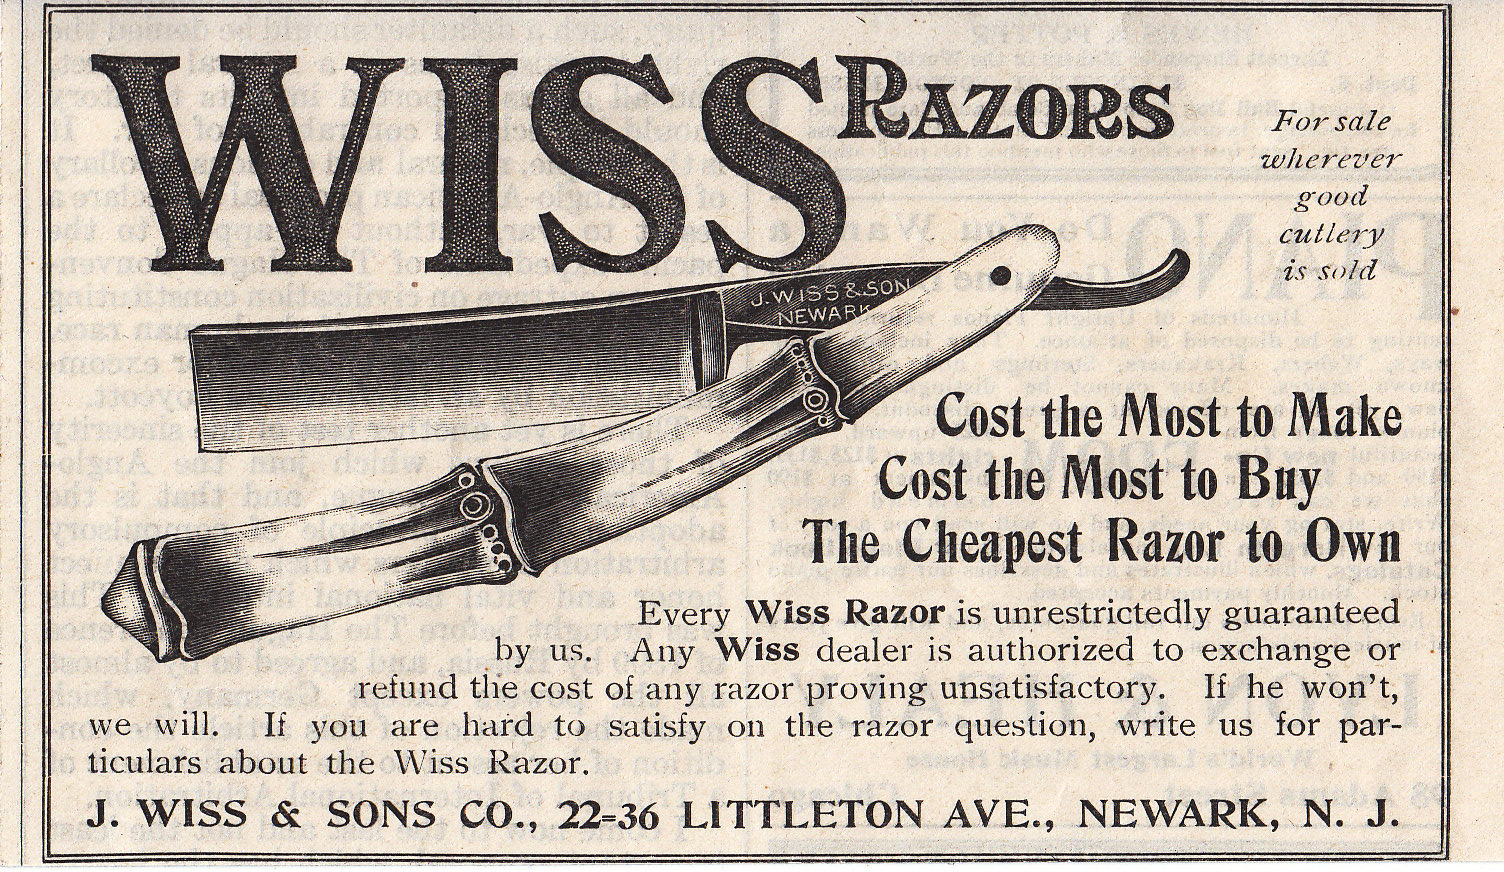 WISS RAZORS
For sale
wherever
good
cutlery
is sold
J. WISS & SON
NEWARK
Cost the Most to Make
Cost the Most to Buy
The Cheapest Razor to Own
Every Wiss Razor is unrestrictedly guaranteed
by us. Any Wiss dealer is authorized to exchange or
refund the cost of any razor proving unsatisfactory. If he won't,
we will. If you are hard to satisfy on the razor question, write us for par-
ticulars about the Wiss Razor.
J. WISS & SONS CO., 22=36 LITTLETON AVE., NEWARK, N. J.